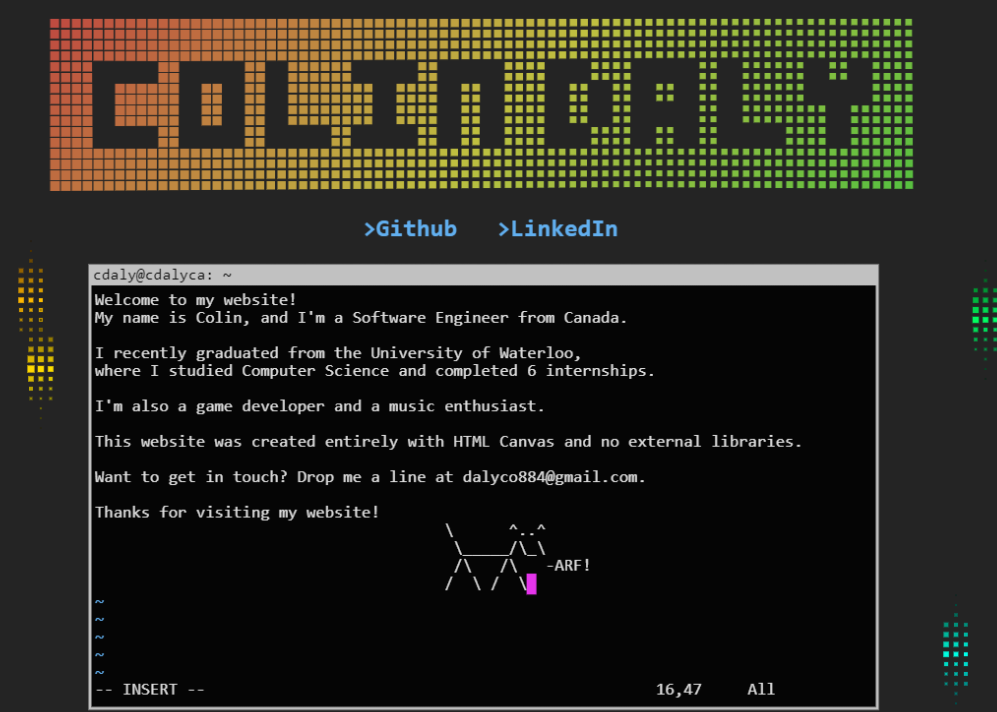 COLIN DALY
>Github >LinkedIn
cdaly@cdalyca: ~
Welcome to my website!
My name is Colin, and I'm a Software Engineer from Canada.
I recently graduated from the University of Waterloo,
where I studied Computer Science and completed 6 internships.
I'm also a game developer and a music enthusiast.
This website was created entirely with HTML Canvas and no external libraries.
Want to get in touch? Drop me a line at dalyco884@gmail.com.
Thanks for visiting my website!
\      ^..^
\_____/\_\
/\   /\   -ARF!
/  \ /  \
~
~
~
~
~
-- INSERT -- 16,47 All